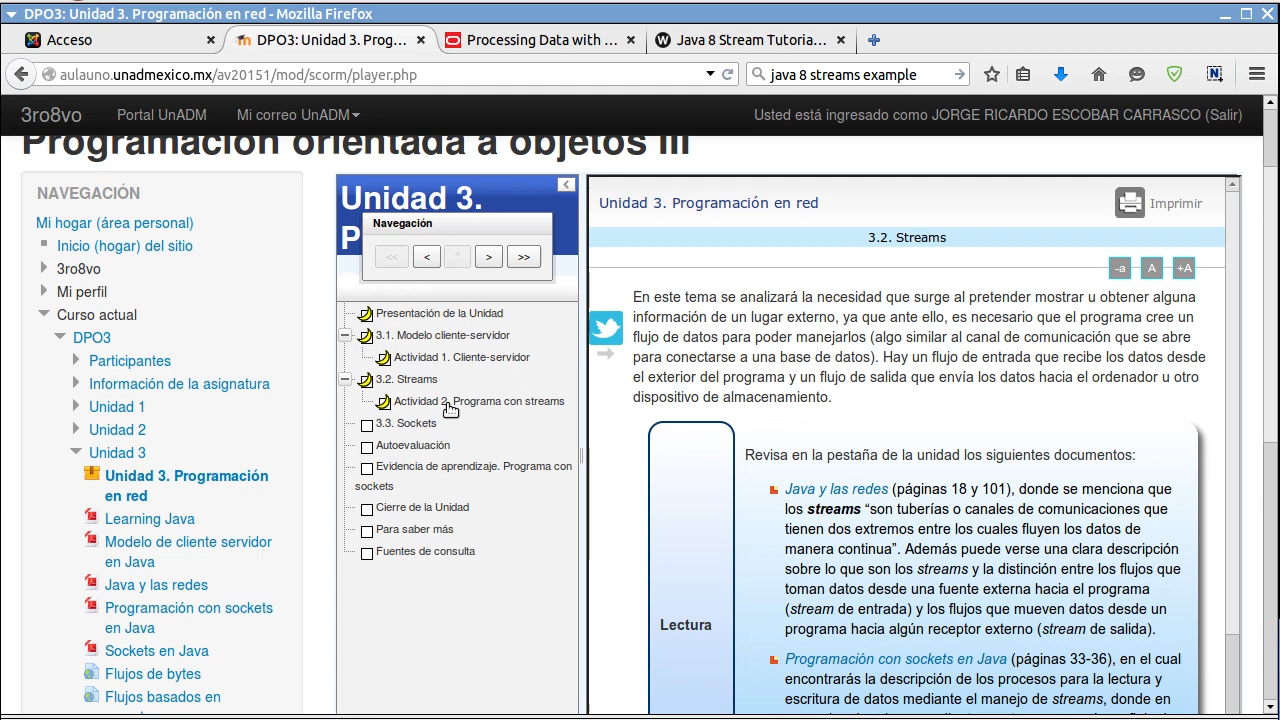 DPO3: Unidad 3. Programación en red - Mozilla Firefox
Acceso
DPO3: Unidad 3. Prog...
Processing Data with ...
Java 8 Stream Tutoria...
aulauno.unadmexico.mx/av20151/mod/scorm/player.php
java 8 streams example
3ro8vo
Portal UnADM
Mi correo UnADM
Usted está ingresado como JORGE RICARDO ESCOBAR CARRASCO (Salir)
Programación orientada a objetos III
NAVEGACIÓN
Mi hogar (área personal)
Inicio (hogar) del sitio
3ro8vo
Mi perfil
Curso actual
DPO3
Participantes
Información de la asignatura
Unidad 1
Unidad 2
Unidad 3
Unidad 3. Programación
en red
Learning Java
Modelo de cliente servidor
en Java
Java y las redes
Programación con sockets
en Java
Sockets en Java
Flujos de bytes
Flujos basados en
Unidad 3.
P
Navegación
<<
<
^
>
>>
Presentación de la Unidad
3.1. Modelo cliente-servidor
Actividad 1. Cliente-servidor
3.2. Streams
Actividad 2. Programa con streams
3.3. Sockets
Autoevaluación
Evidencia de aprendizaje. Programa con
sockets
Cierre de la Unidad
Para saber más
Fuentes de consulta
Unidad 3. Programación en red
Imprimir
3.2. Streams
-a
A
+A
En este tema se analizará la necesidad que surge al pretender mostrar u obtener alguna
información de un lugar externo, ya que ante ello, es necesario que el programa cree un
flujo de datos para poder manejarlos (algo similar al canal de comunicación que se abre
para conectarse a una base de datos). Hay un flujo de entrada que recibe los datos desde
el exterior del programa y un flujo de salida que envía los datos hacia el ordenador u otro
dispositivo de almacenamiento.
Lectura
Revisa en la pestaña de la unidad los siguientes documentos:
Java y las redes (páginas 18 y 101), donde se menciona que
los streams “son tuberías o canales de comunicaciones que
tienen dos extremos entre los cuales fluyen los datos de
manera continua”. Además puede verse una clara descripción
sobre lo que son los streams y la distinción entre los flujos que
toman datos desde una fuente externa hacia el programa
(stream de entrada) y los flujos que mueven datos desde un
programa hacia algún receptor externo (stream de salida).
Programación con sockets en Java (páginas 33-36), en el cual
encontrarás la descripción de los procesos para la lectura y
escritura de datos mediante el manejo de streams, donde en